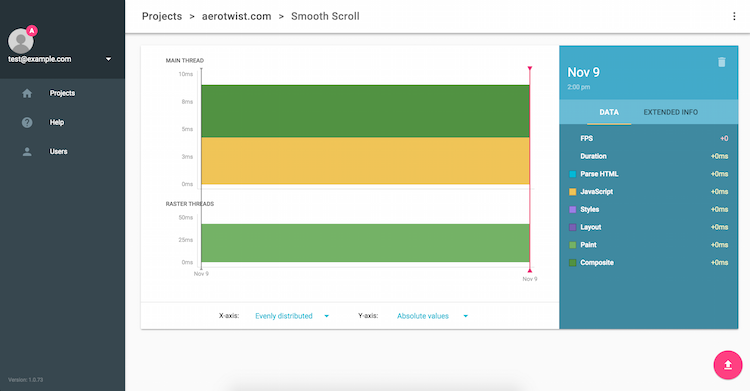 Projects > aerotwist.com > Smooth Scroll
A
test@example.com
Projects
Help
Users
Version: 1.0.73
MAIN THREAD
10ms
8ms
5ms
3ms
0ms
RASTER THREADS
50ms
25ms
0ms
Nov 9
Nov 9
X-axis: Evenly distributed Y-axis: Absolute values
Nov 9
2:00 pm
DATA EXTENDED INFO
FPS +0
Duration +0ms
Parse HTML +0ms
JavaScript +0ms
Styles +0ms
Layout +0ms
Paint +0ms
Composite +0ms